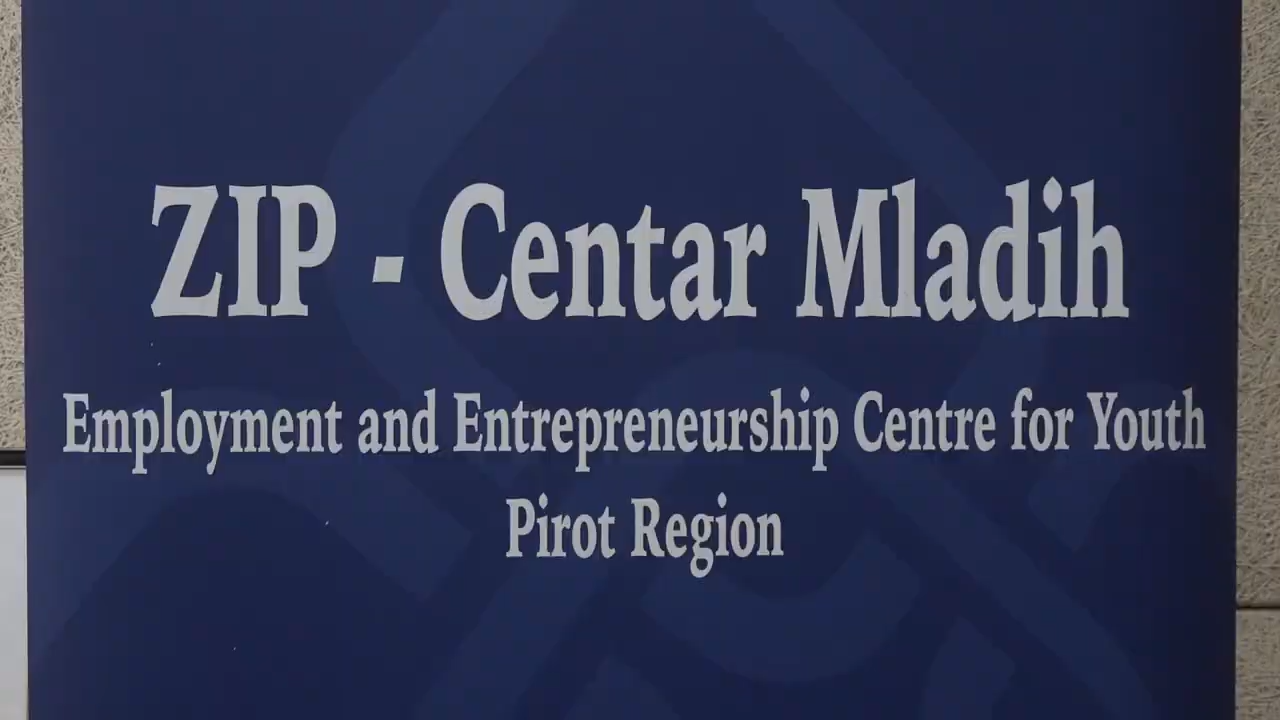 ZIP - Centar Mladih
Employment and Entrepreneurship Centre for Youth
Pirot Region